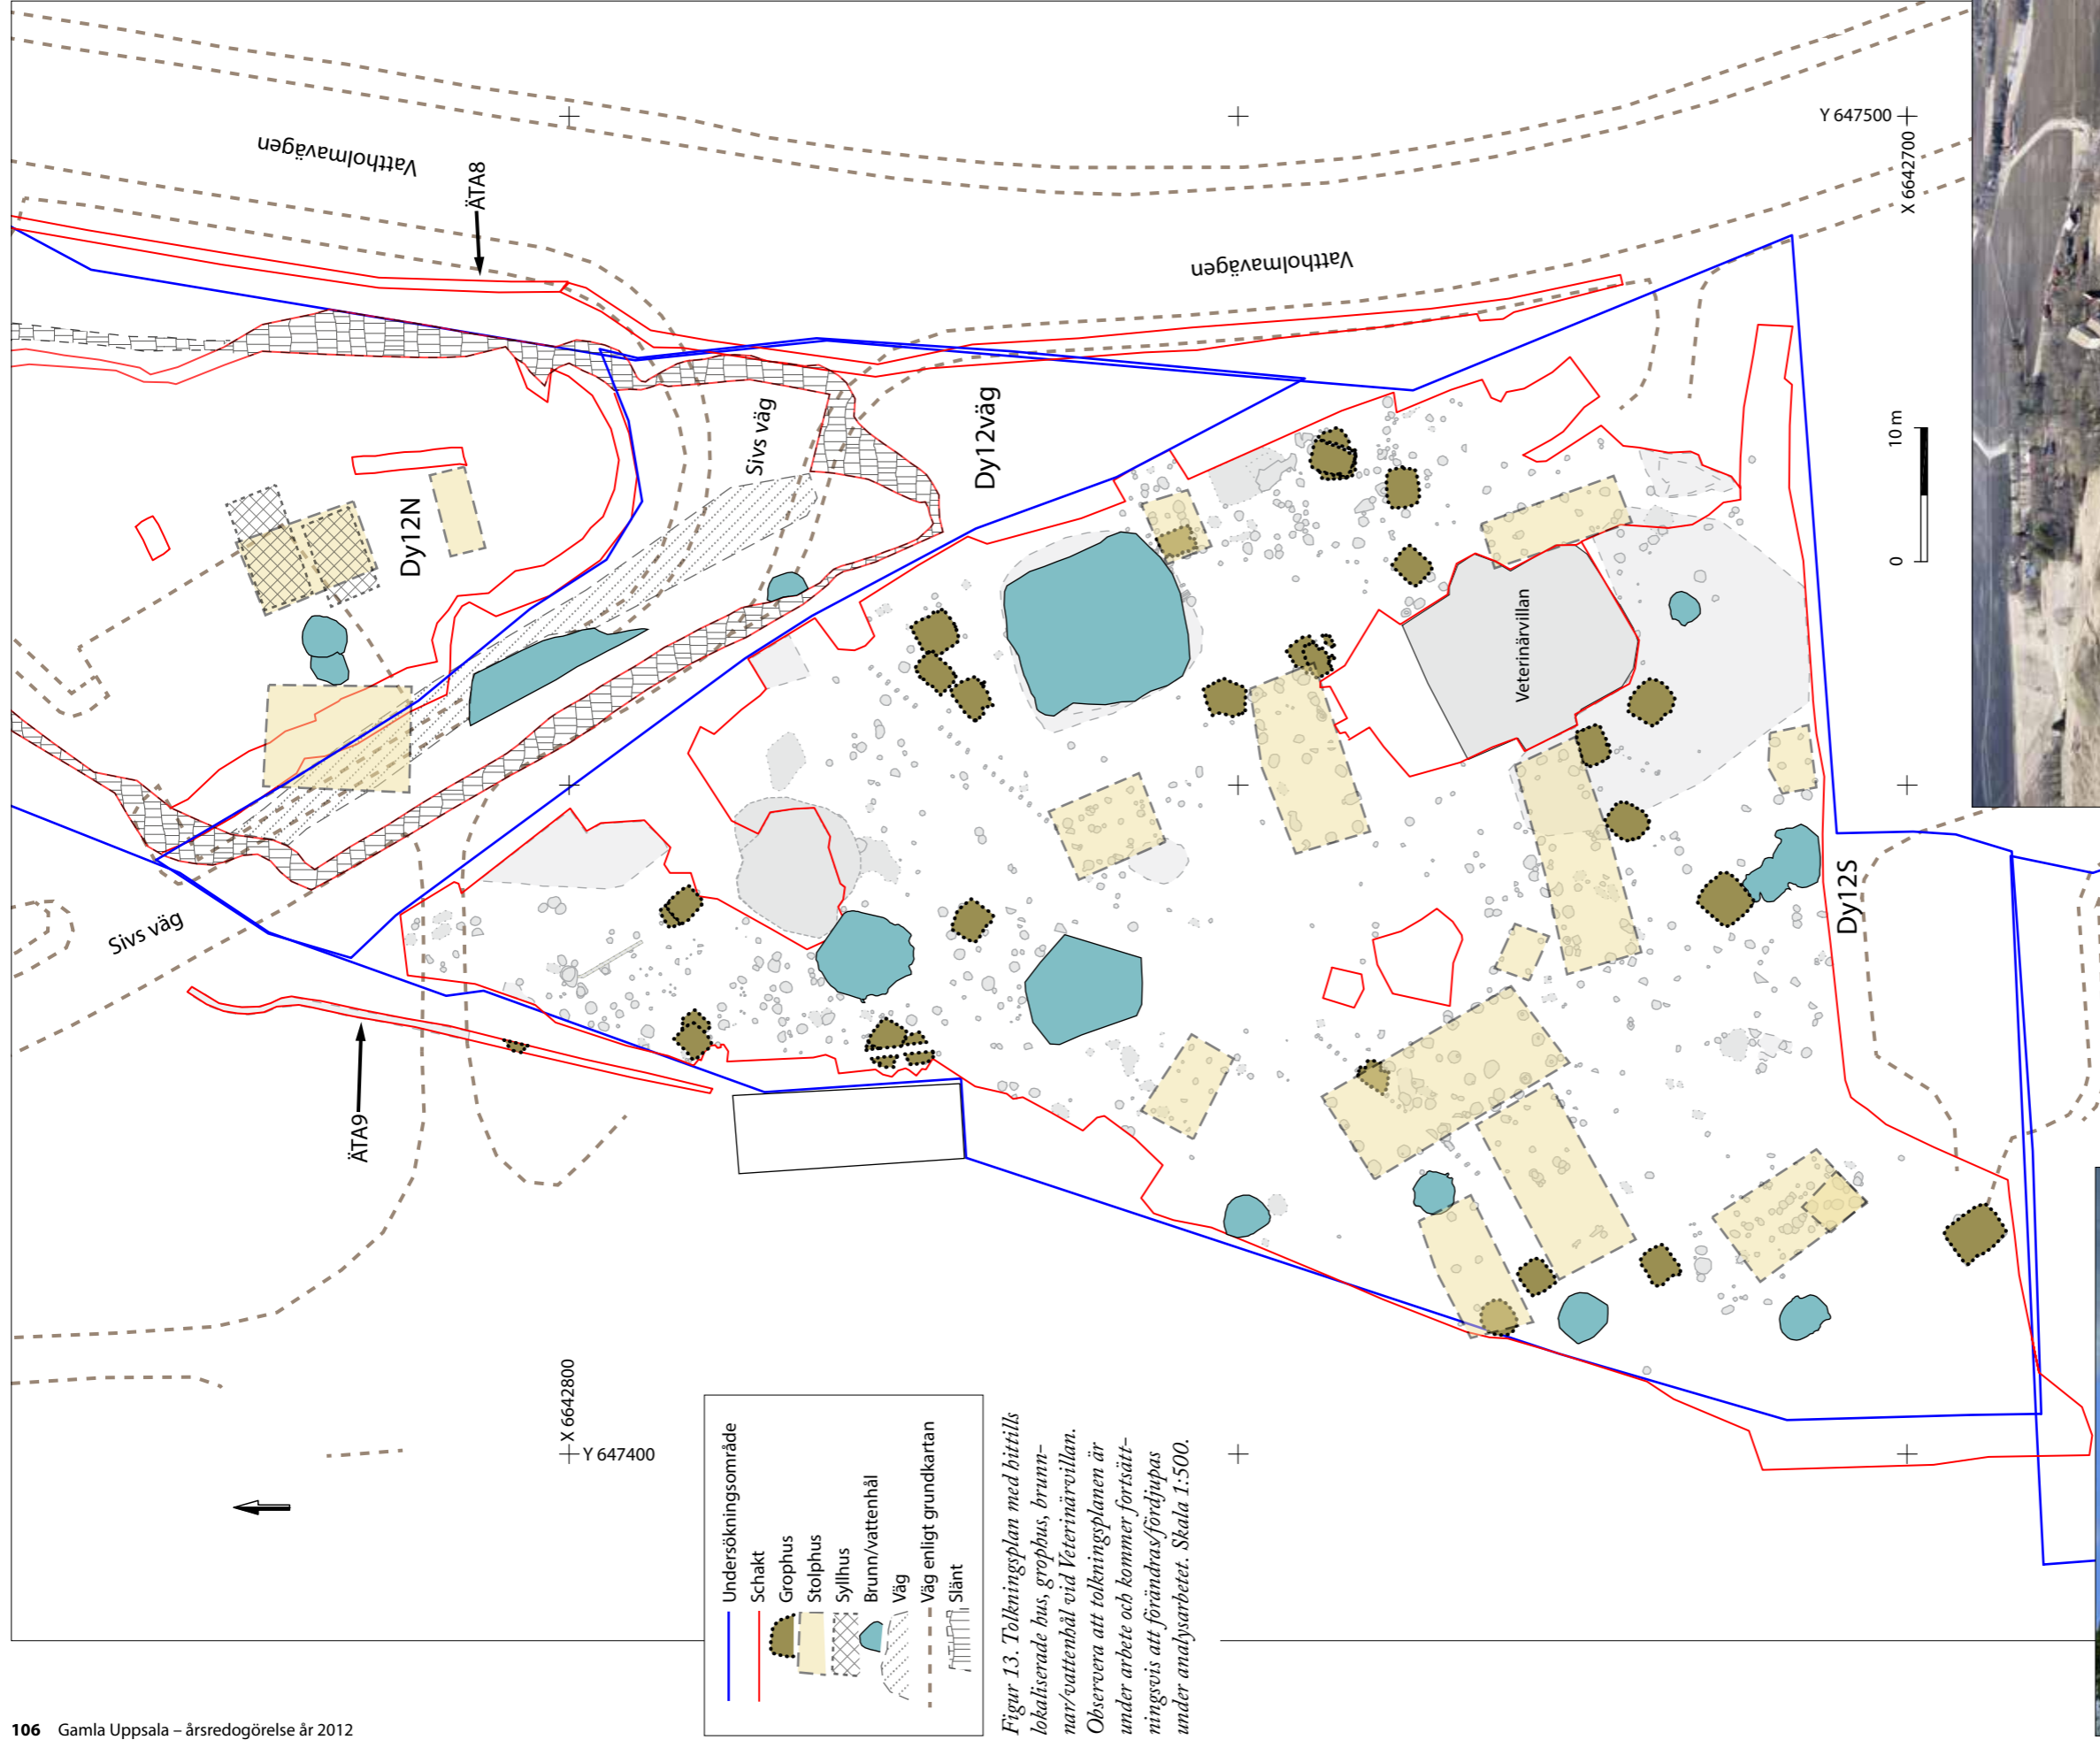 Vattholmavägen
ÄTA8
Vattholmavägen
Y 647500
X 6642700
Sivs väg
Dy12väg
Dy12N
10 m
0
Veterinärvillan
Sivs väg
Dy12S
ÄTA9
X 6642800
Y 647400
Undersökningsområde
Schakt
Grophus
Stolphus
Syllhus
Brunn/vattenhål
Väg
Väg enligt grundkartan
Slänt
Figur 13. Tolkningsplan med hittills
lokaliserade hus, grophus, brunn-
nar/vattenhål vid Veterinärvillan.
Observera att tolkningsplanen är
under arbete och kommer fortsätt-
ningsvis att förändras/fördjupas
under analysarbetet. Skala 1:500.
106 Gamla Uppsala – årsredogörelse år 2012